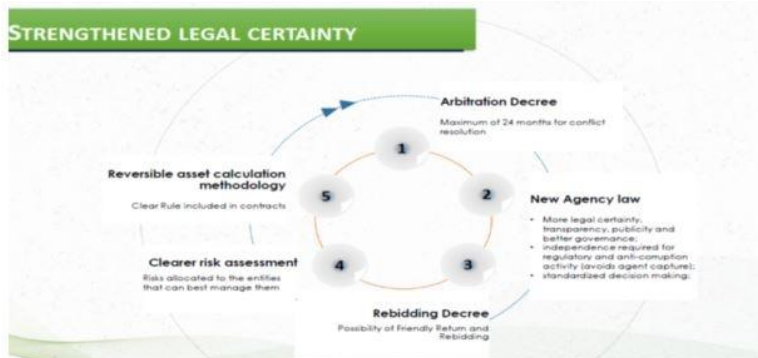 STRENGTHENED LEGAL CERTAINTY
Arbitration Decree
Maximum of 24 months for conflict
resolution
1
Reversible asset calculation
methodology
Clear Rule included in contracts
5
2
New Agency law
• More legal certainty,
transparency, publicity and
better governance;
• independence required for
regulatory and anti-corruption
activity (avoids agent capture);
• standardized decision making;
Clearer risk assessment
Risks allocated to the entities
that can best manage them
4
3
Rebidding Decree
Possibility of Friendly Return and
Rebidding